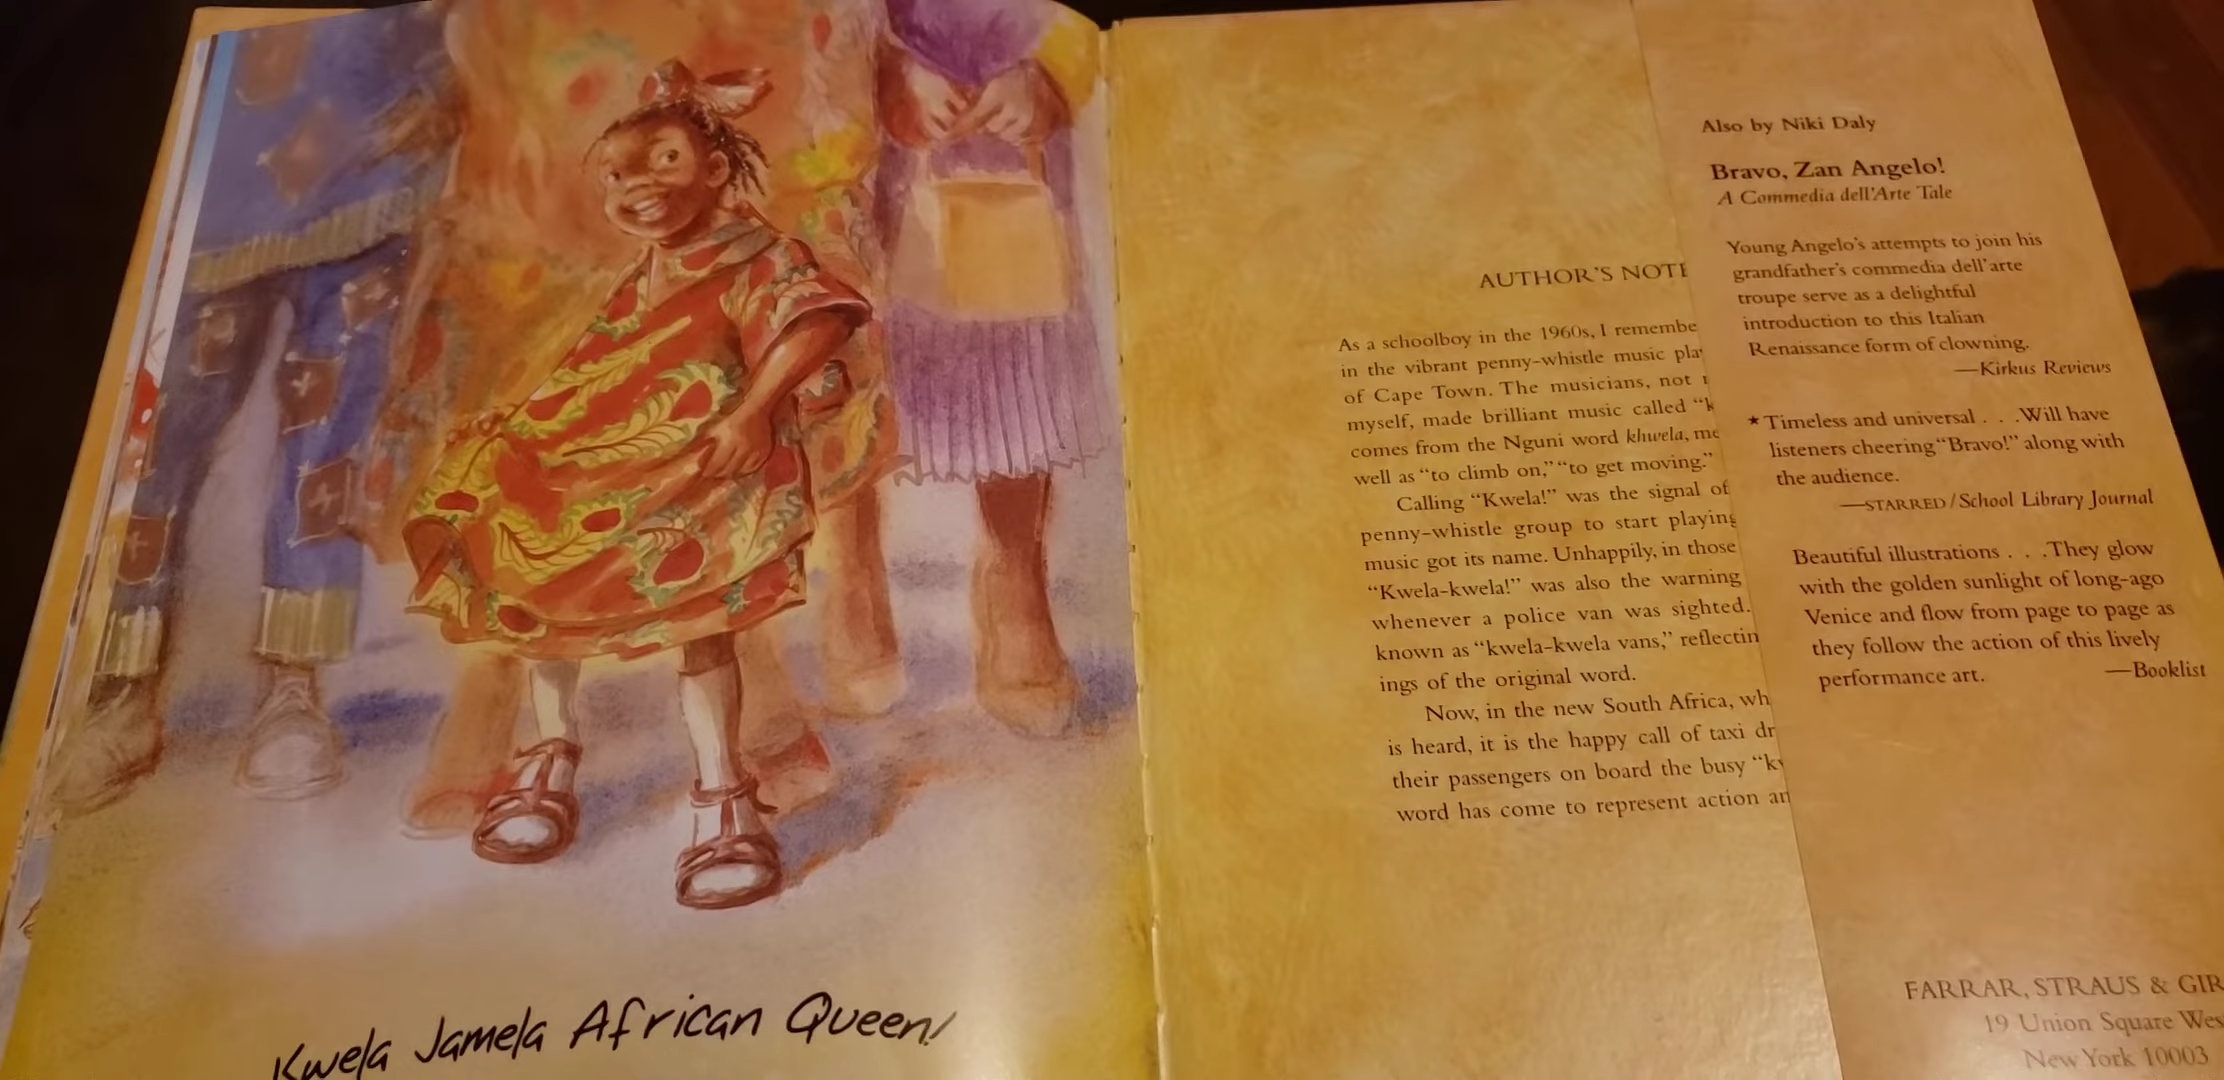 Kwela Jamela African Queen!
AUTHOR'S NOTE
As a schoolboy in the 1960s, I remembe
in the vibrant penny-whistle music pla
of Cape Town. The musicians, not
myself, made brilliant music called "k
comes from the Nguni word khwela, me
well as "to climb on," "to get moving."
Calling "Kwela!" was the signal of
penny-whistle group to start playing
music got its name. Unhappily, in those
"Kwela-kwela!" was also the warning
whenever a police van was sighted.
known as "kwela-kwela vans," reflectin
ings of the original word.
Now, in the new South Africa, wh
is heard, it is the happy call of taxi dr
their passengers on board the busy "kv
word has come to represent action an
Also by Niki Daly
Bravo, Zan Angelo!
A Commedia dell'Arte Tale
Young Angelo's attempts to join his
grandfather's commedia dell'arte
troupe serve as a delightful
introduction to this Italian
Renaissance form of clowning.
—Kirkus Reviews
★ Timeless and universal . . .Will have
listeners cheering "Bravo!" along with
the audience.
—STARRED / School Library Journal
Beautiful illustrations . . .They glow
with the golden sunlight of long-ago
Venice and flow from page to page as
they follow the action of this lively
performance art. —Booklist
FARRAR, STRAUS & GIR
19 Union Square Wes
New York 10003